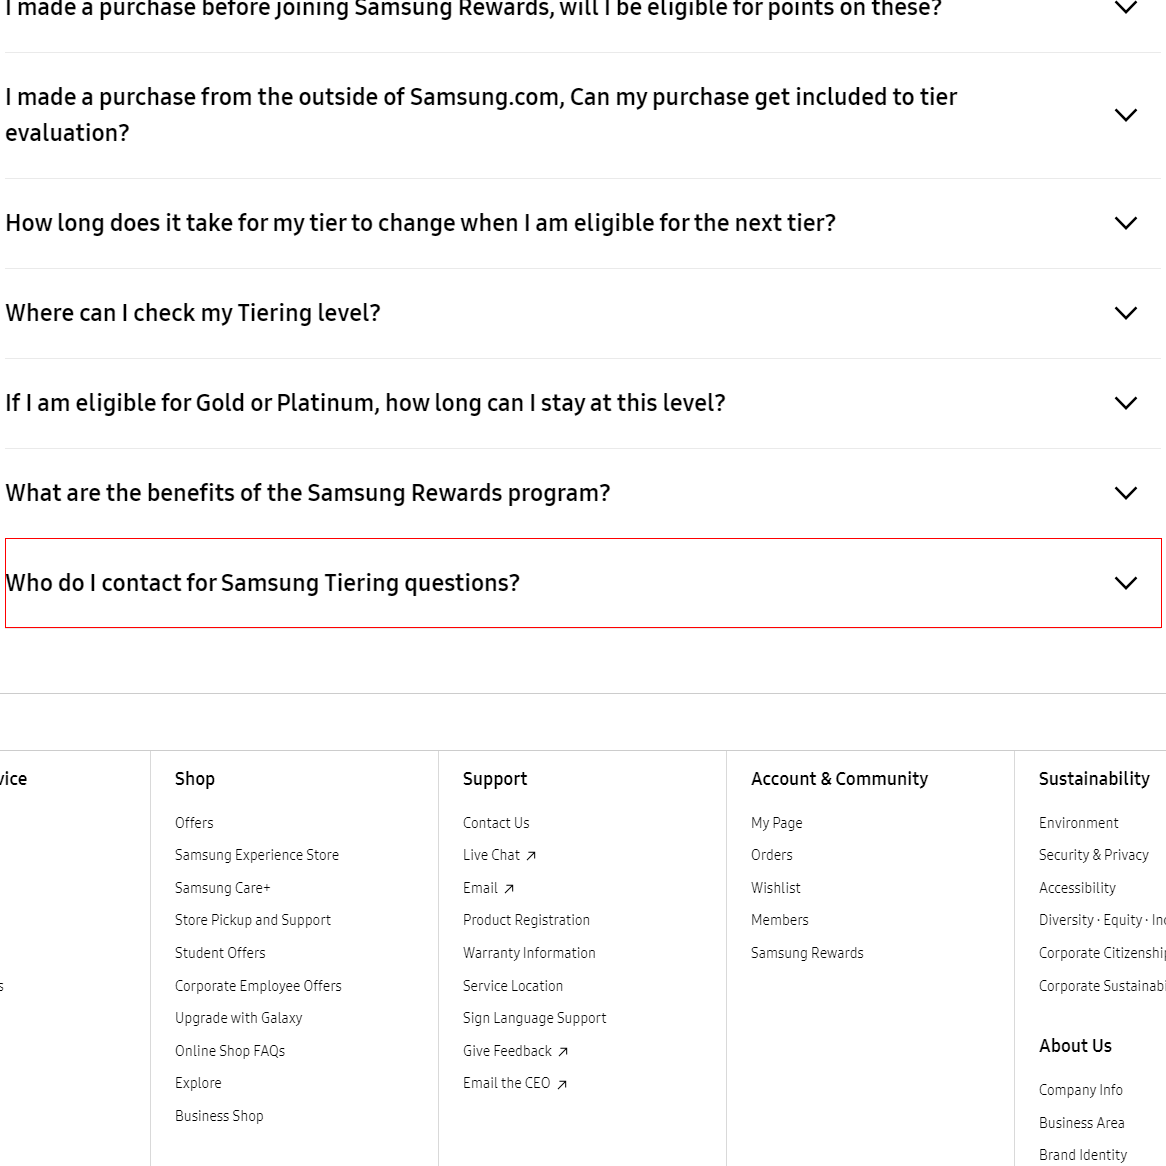 I made a purchase before joining Samsung Rewards, will I be eligible for points on these?
I made a purchase from the outside of Samsung.com, Can my purchase get included to tier
evaluation?
How long does it take for my tier to change when I am eligible for the next tier?
Where can I check my Tiering level?
If I am eligible for Gold or Platinum, how long can I stay at this level?
What are the benefits of the Samsung Rewards program?
Who do I contact for Samsung Tiering questions?
Shop
Offers
Samsung Experience Store
Samsung Care+
Store Pickup and Support
Student Offers
Corporate Employee Offers
Upgrade with Galaxy
Online Shop FAQs
Explore
Business Shop
Support
Contact Us
Live Chat
Email
Product Registration
Warranty Information
Service Location
Sign Language Support
Give Feedback
Email the CEO
Account & Community
My Page
Orders
Wishlist
Members
Samsung Rewards
Sustainability
Environment
Security & Privacy
Accessibility
Diversity · Equity ·
Corporate
Corporate
About Us
Company Info
Business Area
Brand Identity